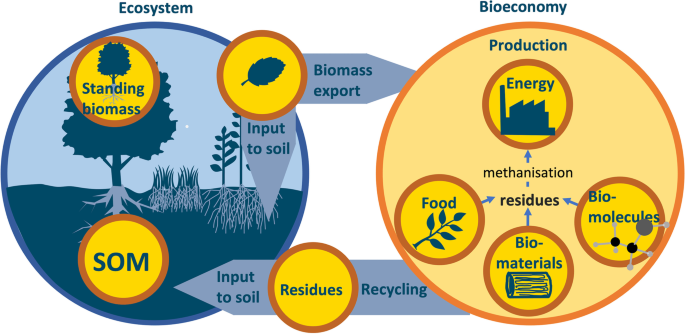 Ecosystem
Bioeconomy
Standing
biomass
Biomass
export
Input
to soil
SOM
Input
to soil
Residues
Recycling
Production
Energy
methanisation
residues
Food
Bio-
molecules
Bio-
materials